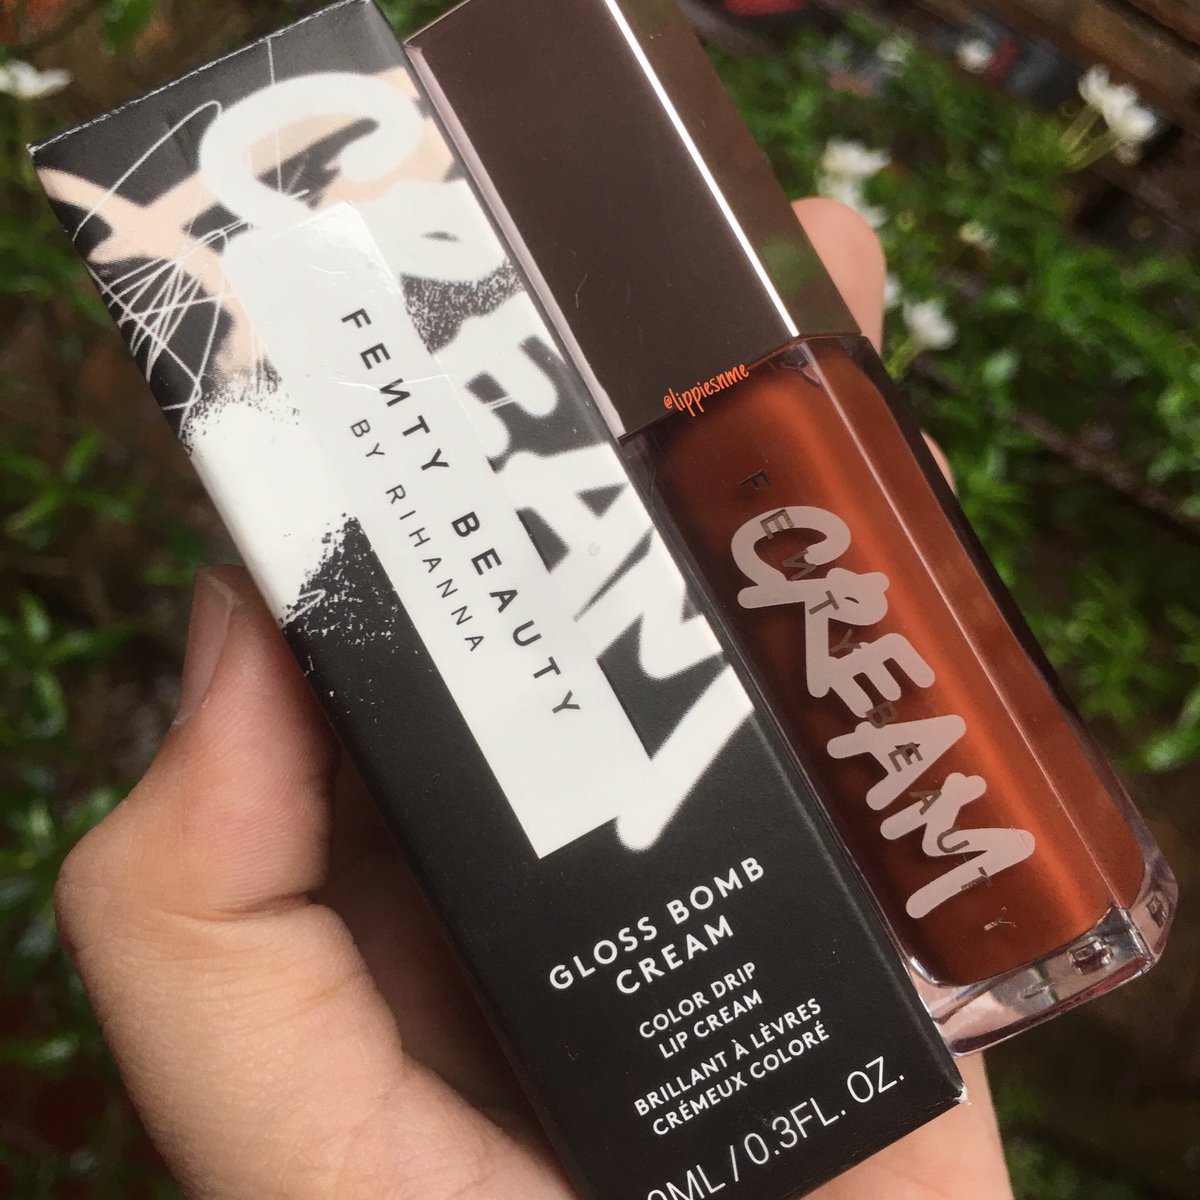 CREAM
FENTY BEAUTY
BY RIHANNA
GLOSS BOMB
CREAM
COLOR DRIP
LIP CREAM
BRILLANT À LÈVRES
CRÉMEUX COLORÉ
ML / 0.3FL. OZ.
@lippiesnme
FENTY BEAUTY
CREAM